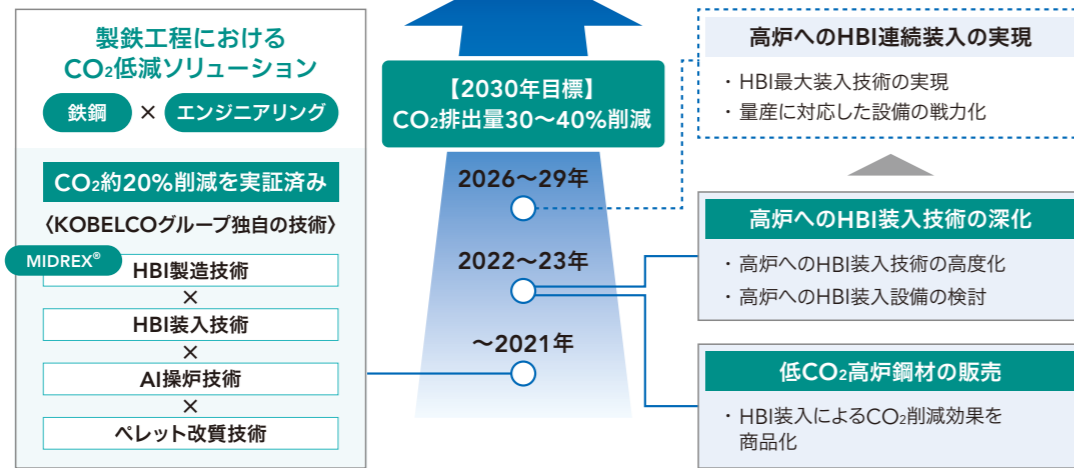 製鉄工程における
CO₂低減ソリューション
鉄鋼 × エンジニアリング
CO₂約20%削減を実証済み
〈KOBELCOグループ独自の技術〉
MIDREX®
HBI製造技術
×
HBI装入技術
×
AI操炉技術
×
ペレット改質技術
【2030年目標】
CO₂排出量30〜40%削減
2026〜29年
2022〜23年
〜2021年
高炉へのHBI連続装入の実現
・HBI最大装入技術の実現
・量産に対応した設備の戦力化
高炉へのHBI装入技術の深化
・高炉へのHBI装入技術の高度化
・高炉へのHBI装入設備の検討
低CO₂高炉鋼材の販売
・HBI装入によるCO₂削減効果を
商品化